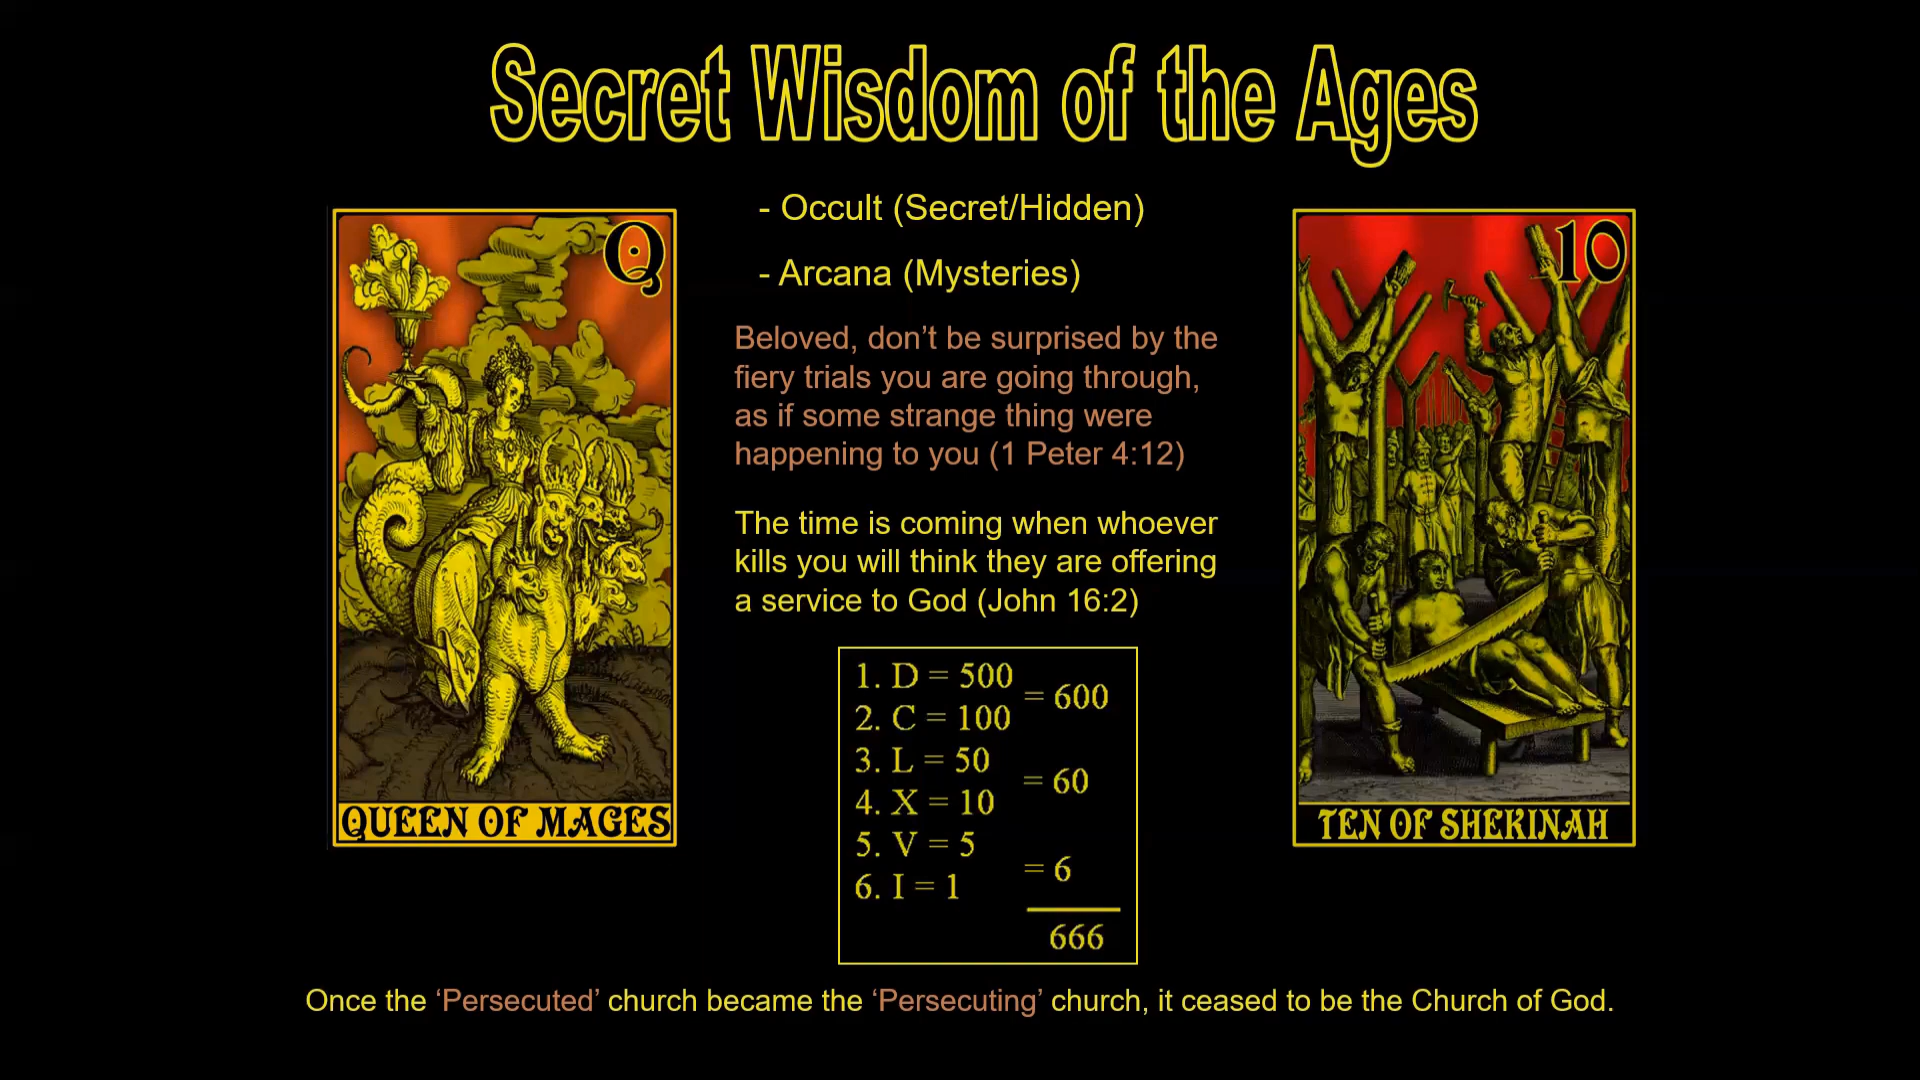 Secret Wisdom of the Ages
- Occult (Secret/Hidden)
- Arcana (Mysteries)
Q
QUEEN OF MAGES
Beloved, don’t be surprised by the
fiery trials you are going through,
as if some strange thing were
happening to you (1 Peter 4:12)
The time is coming when whoever
kills you will think they are offering
a service to God (John 16:2)
1. D = 500
= 600
2. C = 100
3. L = 50
= 60
4. X = 10
5. V = 5
= 6
6. I = 1
666
10
TEN OF SHEKINAH
Once the ‘Persecuted’ church became the ‘Persecuting’ church, it ceased to be the Church of God.